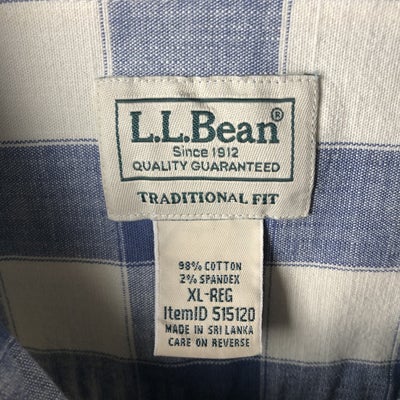 L.L.Bean®
Since 1912
QUALITY GUARANTEED
TRADITIONAL FIT
98% COTTON
2% SPANDEX
XL-REG
ItemID 515120
MADE IN SRI LANKA
CARE ON REVERSE